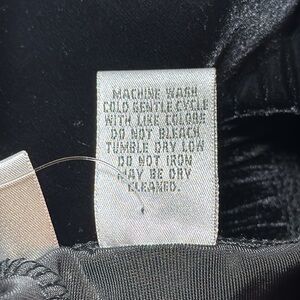 MACHINE WASH
COLD GENTLE CYCLE
WITH LIKE COLORS
DO NOT BLEACH
TUMBLE DRY LOW
DO NOT IRON
MAY BE DRY
CLEANED.